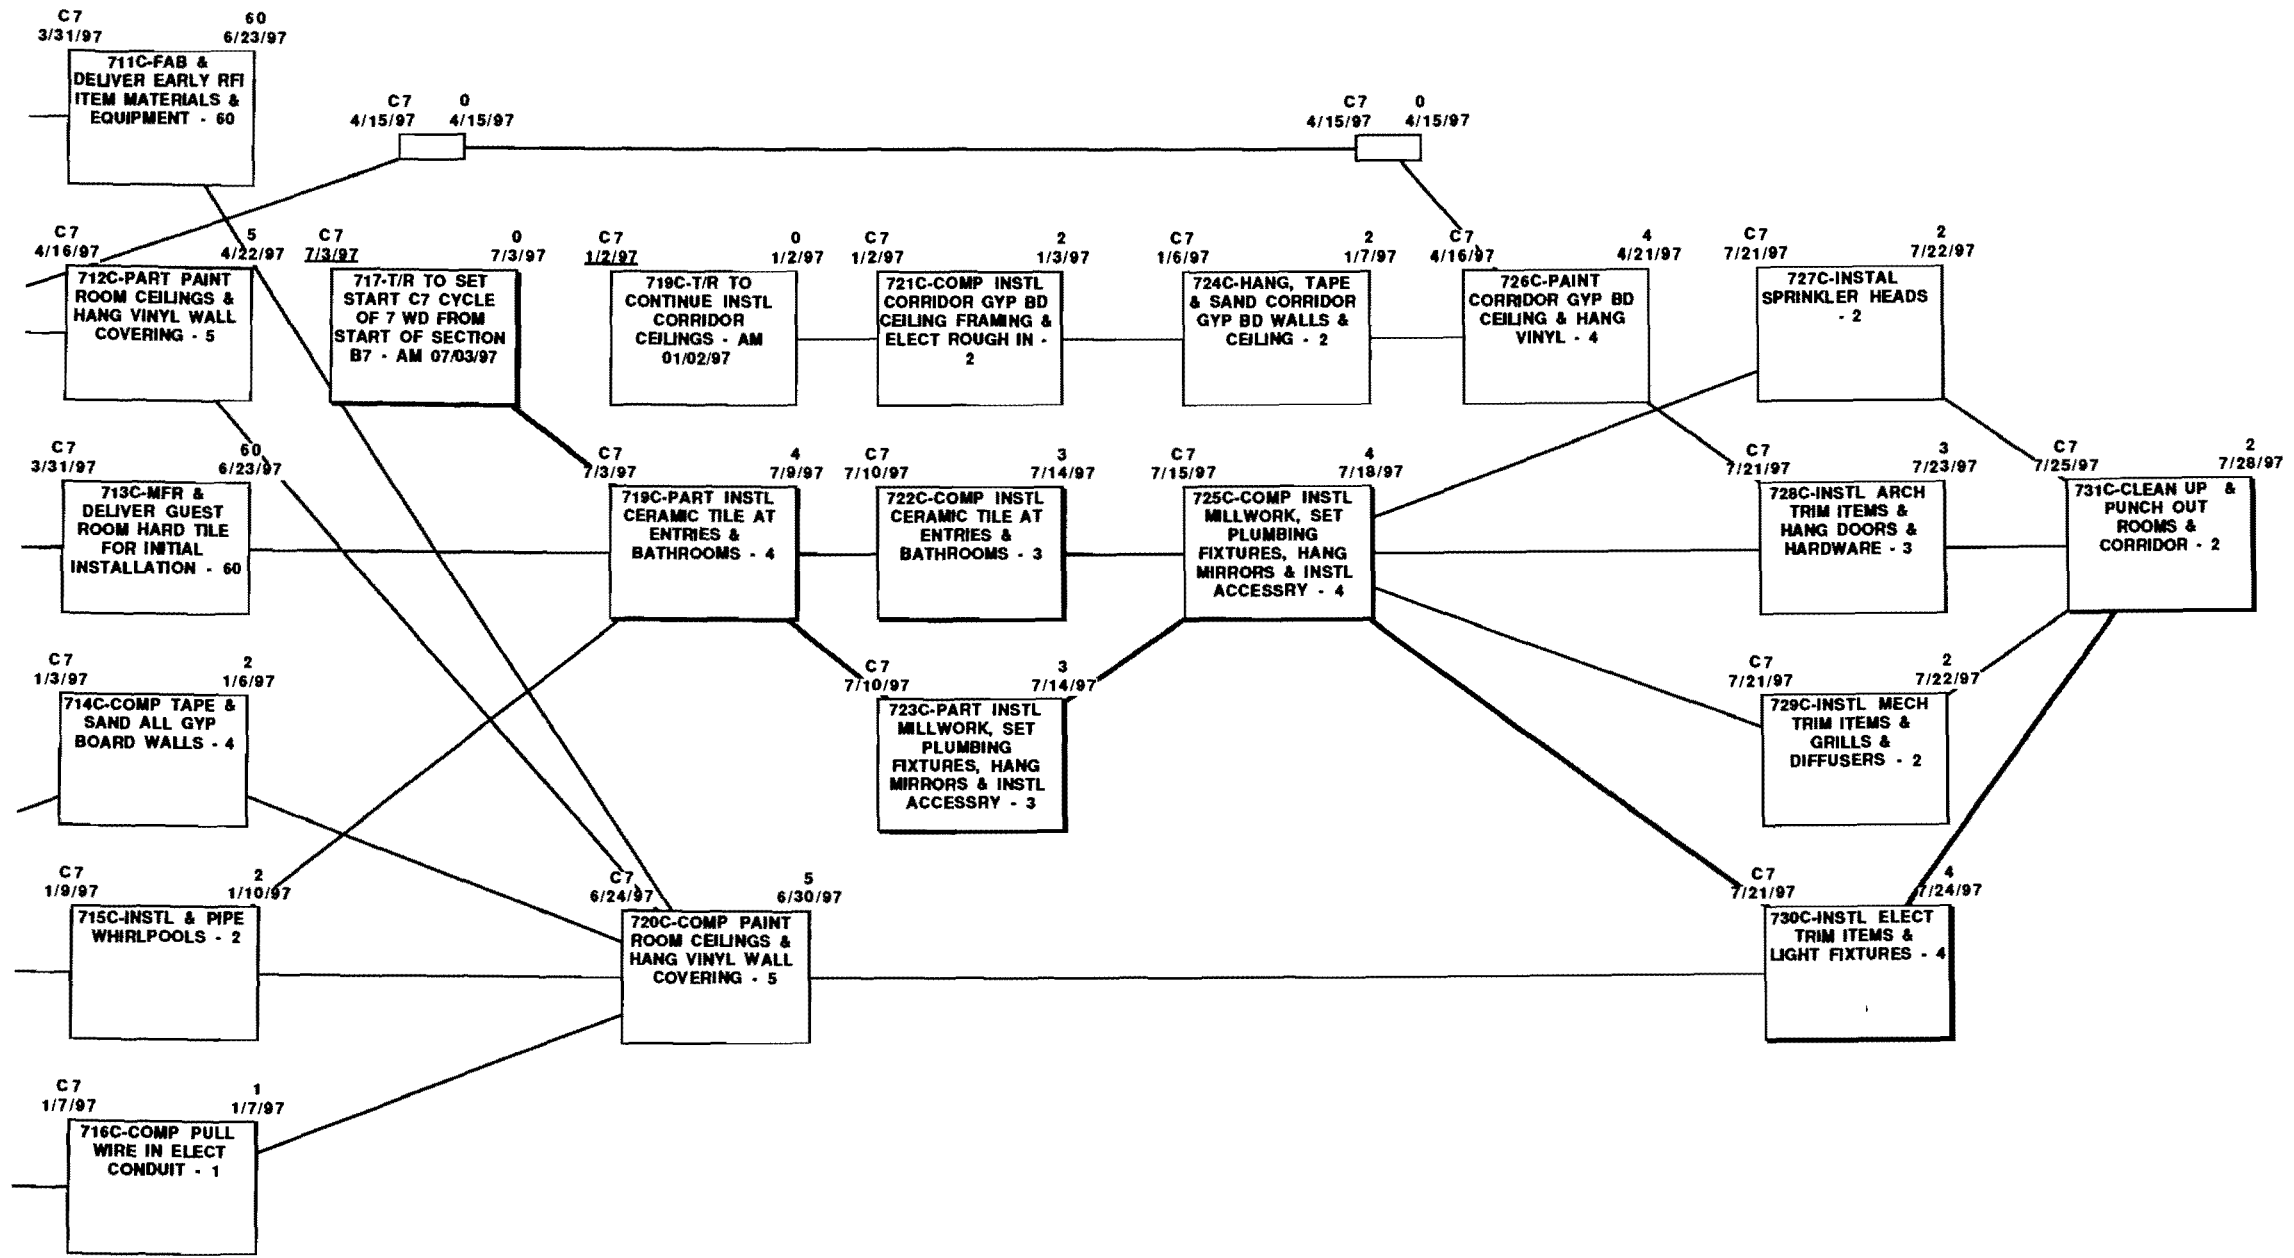 C7 60
3/31/97 6/23/97
711C-FAB &
DELIVER EARLY RFI
ITEM MATERIALS &
EQUIPMENT - 60
C7 0
4/15/97 4/15/97
C7 0
4/15/97 4/15/97
C7 5
4/16/97 4/22/97
712C-PART PAINT
ROOM CEILINGS &
HANG VINYL WALL
COVERING - 5
C7 0
7/3/97 7/3/97
717-T/R TO SET
START C7 CYCLE
OF 7 WD FROM
START OF SECTION
B7 - AM 07/03/97
C7 0
1/2/97 1/2/97
719C-T/R TO
CONTINUE INSTL
CORRIDOR
CEILINGS - AM
01/02/97
C7 2
1/2/97 1/3/97
721C-COMP INSTL
CORRIDOR GYP BD
CEILING FRAMING &
ELECT ROUGH IN -
2
C7 2
1/6/97 1/7/97
724C-HANG, TAPE
& SAND CORRIDOR
GYP BD WALLS &
CEILING - 2
C7 4
4/16/97 4/21/97
726C-PAINT
CORRIDOR GYP BD
CEILING & HANG
VINYL - 4
C7 2
7/21/97 7/22/97
727C-INSTAL
SPRINKLER HEADS
- 2
C7 60
3/31/97 6/23/97
713C-MFR &
DELIVER GUEST
ROOM HARD TILE
FOR INITIAL
INSTALLATION - 60
C7 4
7/3/97 7/9/97
719C-PART INSTL
CERAMIC TILE AT
ENTRIES &
BATHROOMS - 4
C7 3
7/10/97 7/14/97
722C-COMP INSTL
CERAMIC TILE AT
ENTRIES &
BATHROOMS - 3
C7 4
7/15/97 7/18/97
725C-COMP INSTL
MILLWORK, SET
PLUMBING
FIXTURES, HANG
MIRRORS & INSTL
ACCESSRY - 4
C7 3
7/21/97 7/23/97
728C-INSTL ARCH
TRIM ITEMS &
HANG DOORS &
HARDWARE - 3
C7 2
7/25/97 7/28/97
731C-CLEAN UP &
PUNCH OUT
ROOMS &
CORRIDOR - 2
C7 2
1/3/97 1/6/97
714C-COMP TAPE &
SAND ALL GYP
BOARD WALLS - 4
C7 3
7/10/97 7/14/97
723C-PART INSTL
MILLWORK, SET
PLUMBING
FIXTURES, HANG
MIRRORS & INSTL
ACCESSRY - 3
C7 2
7/21/97 7/22/97
729C-INSTL MECH
TRIM ITEMS &
GRILLS &
DIFFUSERS - 2
C7 2
1/9/97 1/10/97
715C-INSTL & PIPE
WHIRLPOOLS - 2
C7 5
6/24/97 6/30/97
720C-COMP PAINT
ROOM CEILINGS &
HANG VINYL WALL
COVERING - 5
C7 4
7/21/97 7/24/97
730C-INSTL ELECT
TRIM ITEMS &
LIGHT FIXTURES - 4
C7 1
1/7/97 1/7/97
716C-COMP PULL
WIRE IN ELECT
CONDUIT - 1